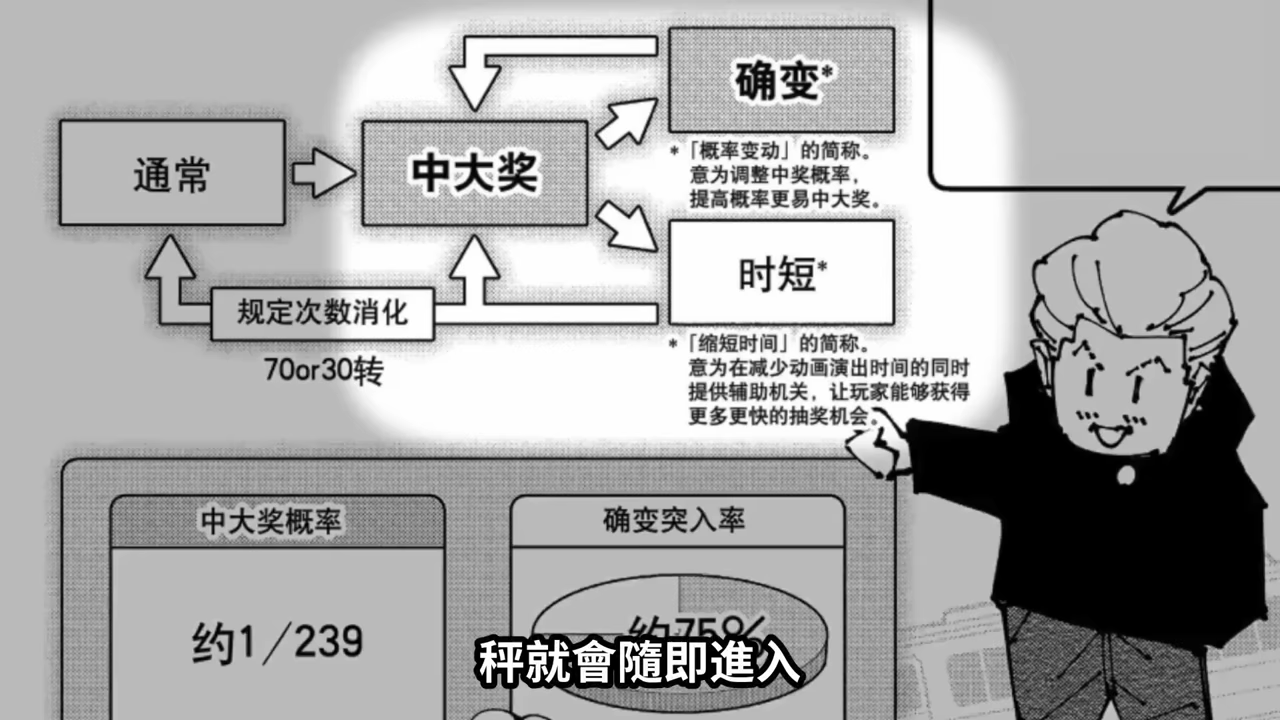 确变*
通常
中大奖
*「概率变动」的简称。
意为调整中奖概率，
提高概率更易中大奖。
时短*
规定次数消化
70or30转
*「缩短时间」的简称。
意为在减少动画演出时间的同时
提供辅助机关，让玩家能够获得
更多更快的抽奖机会。
中大奖概率
约1/239
确变突入率
约75%
秤就會隨即進入